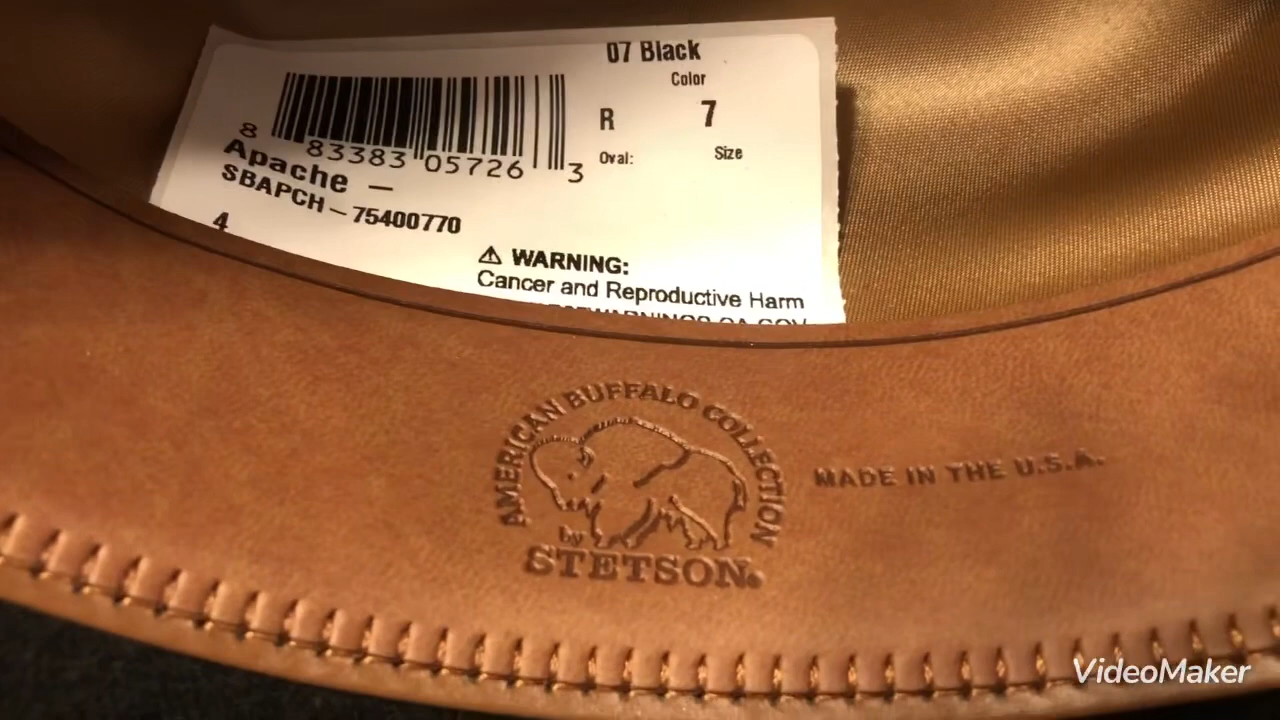 07 Black
Color
R 7
Oval: Size
8 83383 05726 3
Apache —
SBAPCH – 75400770
4
⚠ WARNING:
Cancer and Reproductive Harm
AMERICAN BUFFALO COLLECTION
by
STETSON
MADE IN THE U.S.A.
VideoMaker